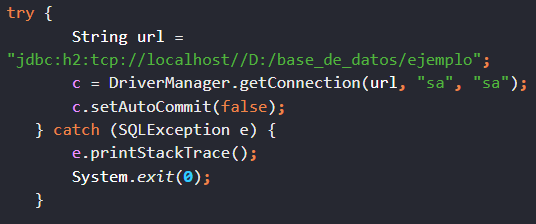 try {
        String url =
"jdbc:h2:tcp://localhost//D:/base_de_datos/ejemplo";
        c = DriverManager.getConnection(url, "sa", "sa");
        c.setAutoCommit(false);
    } catch (SQLException e) {
        e.printStackTrace();
        System.exit(0);
    }